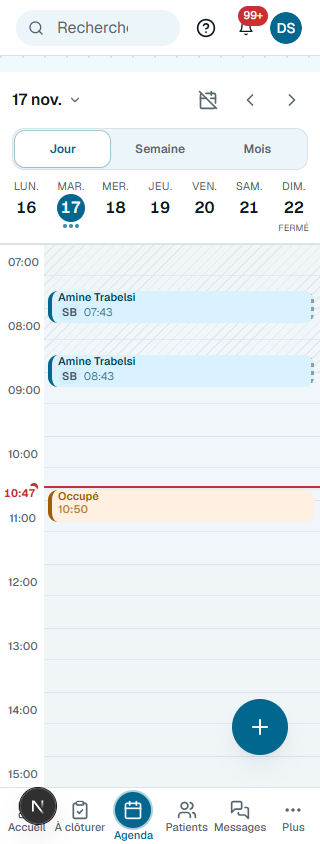 Recherch
99+
DS
17 nov.
Jour Semaine Mois
LUN. MAR. MER. JEU. VEN. SAM. DIM.
16 17 18 19 20 21 22
FERMÉ
07:00
Amine Trabelsi
SB 07:43
08:00
Amine Trabelsi
SB 08:43
09:00
10:00
10:47
Occupé
10:50
11:00
12:00
13:00
14:00
15:00
N
Accueil À clôturer Agenda Patients Messages Plus